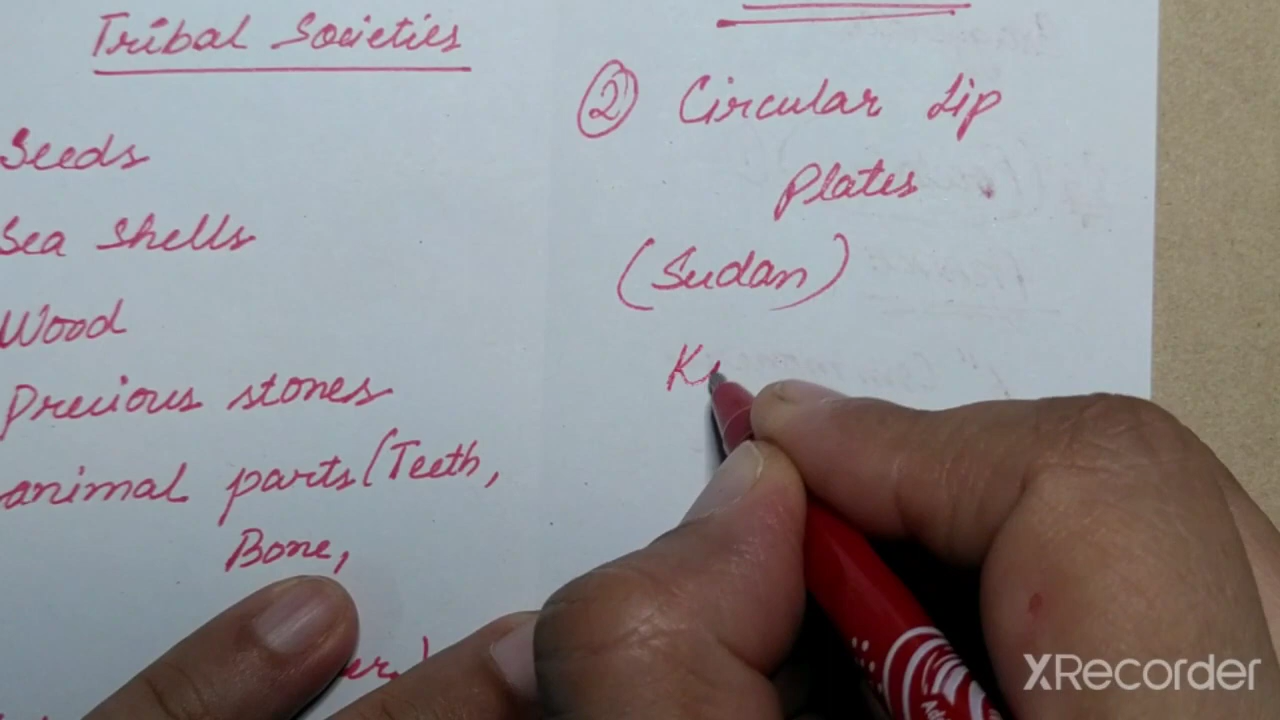 Tribal Societies
Seeds
Sea Shells
Wood
Precious stones
animal parts (Teeth,
Bone,
② Circular Lip
Plates
(Sudan)
XRecorder